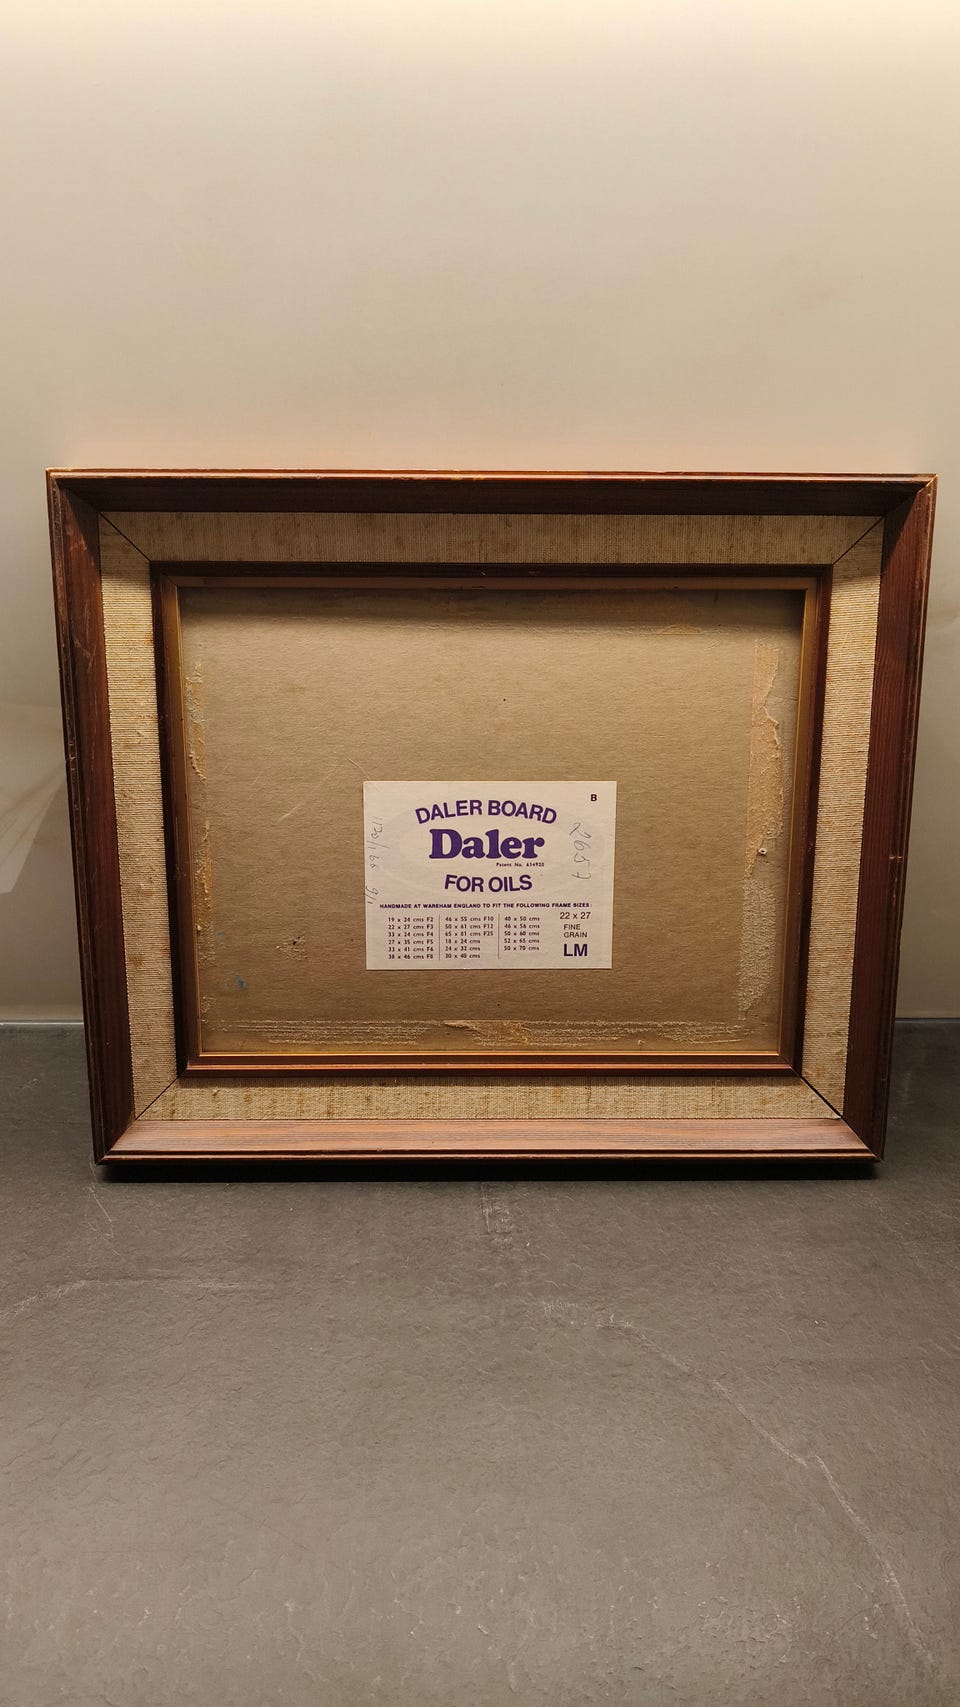 B
DALER BOARD
Daler
Patent No. 634920
FOR OILS
HANDMADE AT WAREHAM ENGLAND TO FIT THE FOLLOWING FRAME SIZES:
19 x 24 cms F2
22 x 27 cms F3
33 x 24 cms F4
27 x 35 cms F5
33 x 41 cms F6
38 x 46 cms F8
46 x 55 cms F10
50 x 61 cms F12
65 x 81 cms F25
18 x 24 cms
24 x 32 cms
30 x 40 cms
40 x 50 cms
46 x 56 cms
50 x 60 cms
52 x 65 cms
50 x 70 cms
22 x 27
FINE
GRAIN
LM
2657